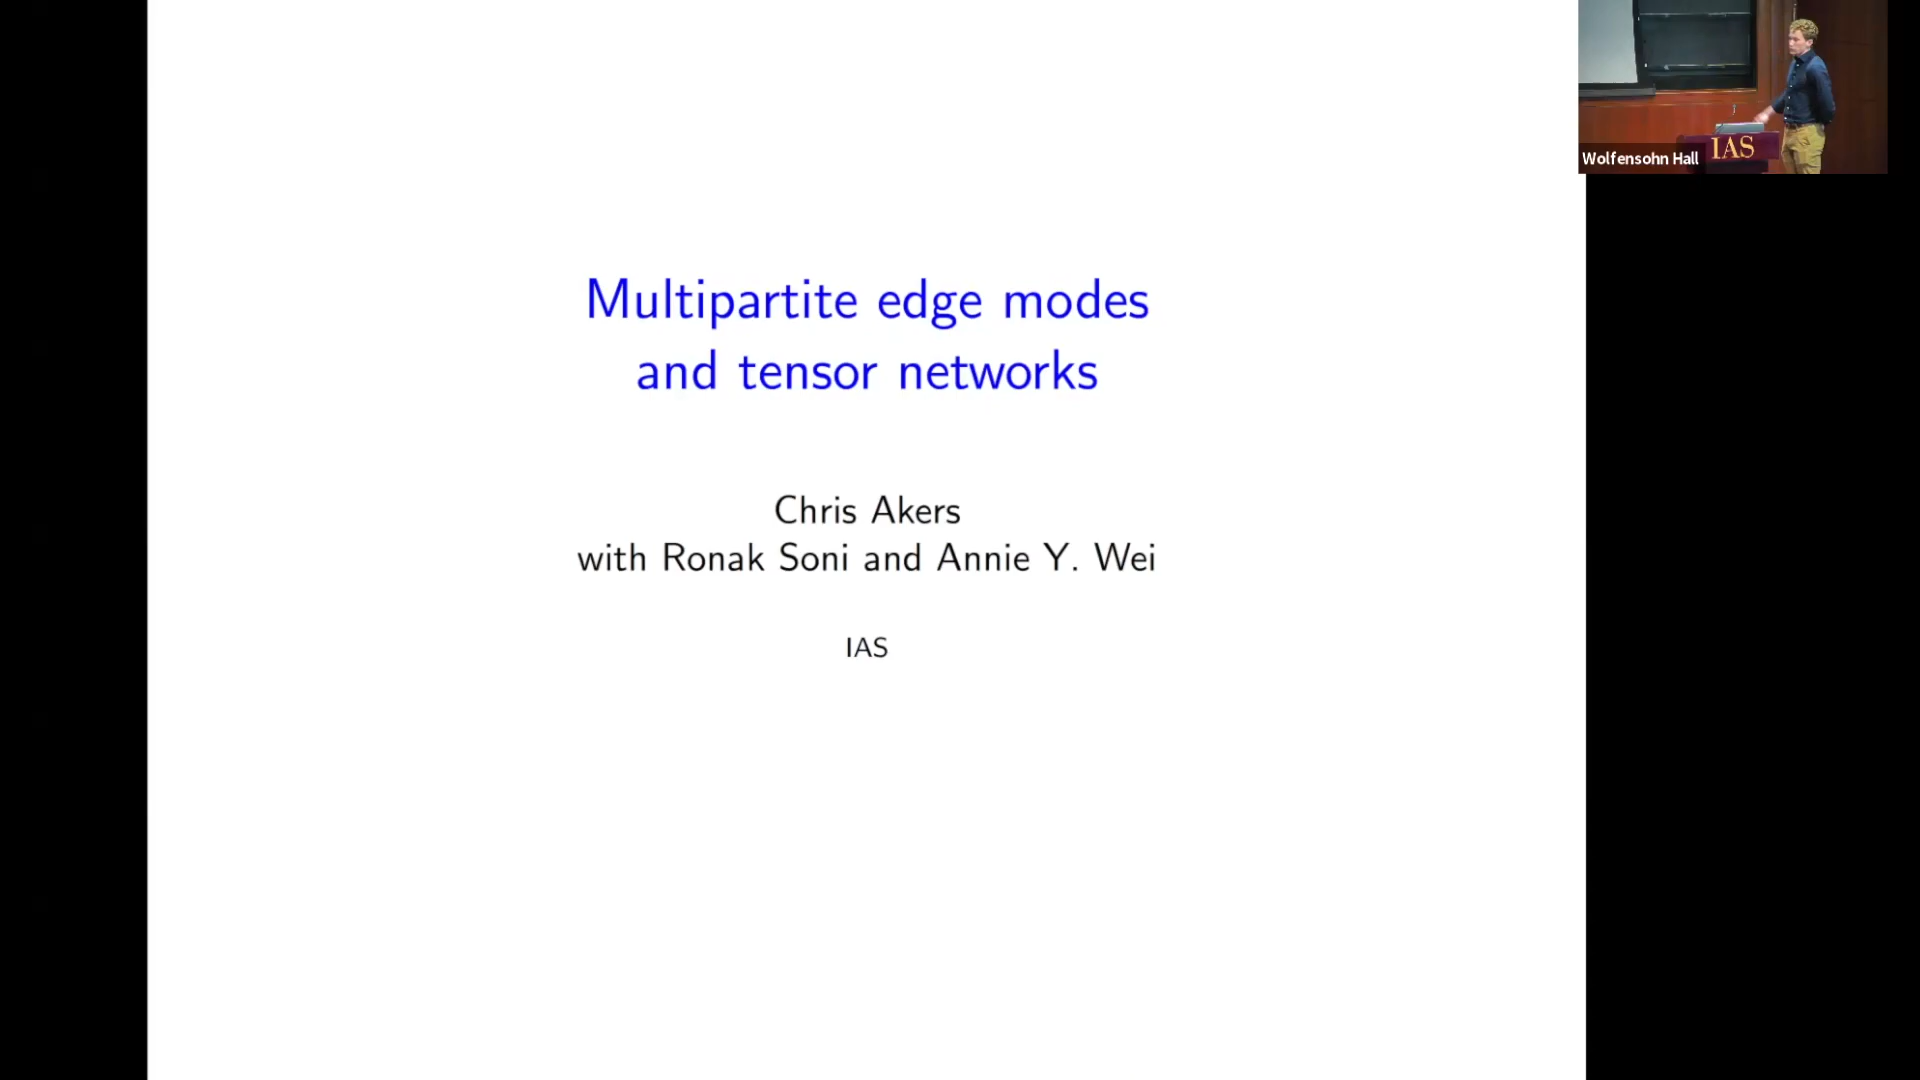 Multipartite edge modes
and tensor networks
Chris Akers
with Ronak Soni and Annie Y. Wei
IAS
Wolfensohn Hall
IAS